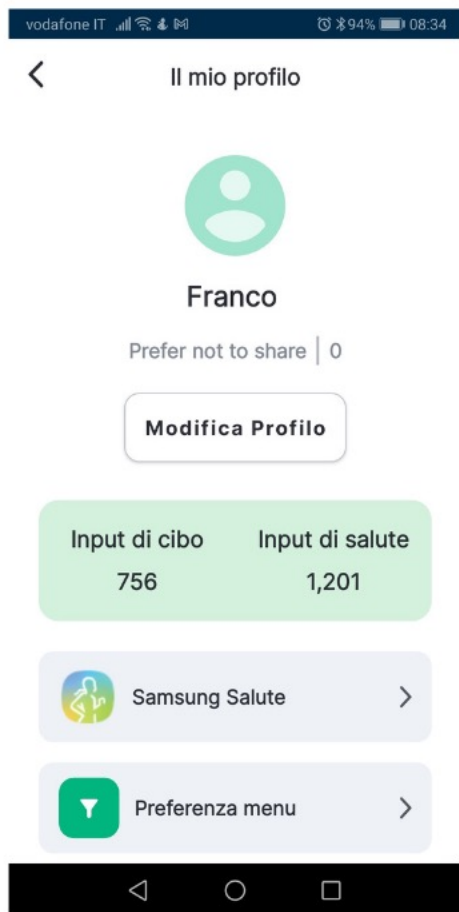 vodafone IT 94% 08:34
Il mio profilo
Franco
Prefer not to share | 0
Modifica Profilo
Input di cibo Input di salute
756 1,201
Samsung Salute
Preferenza menu